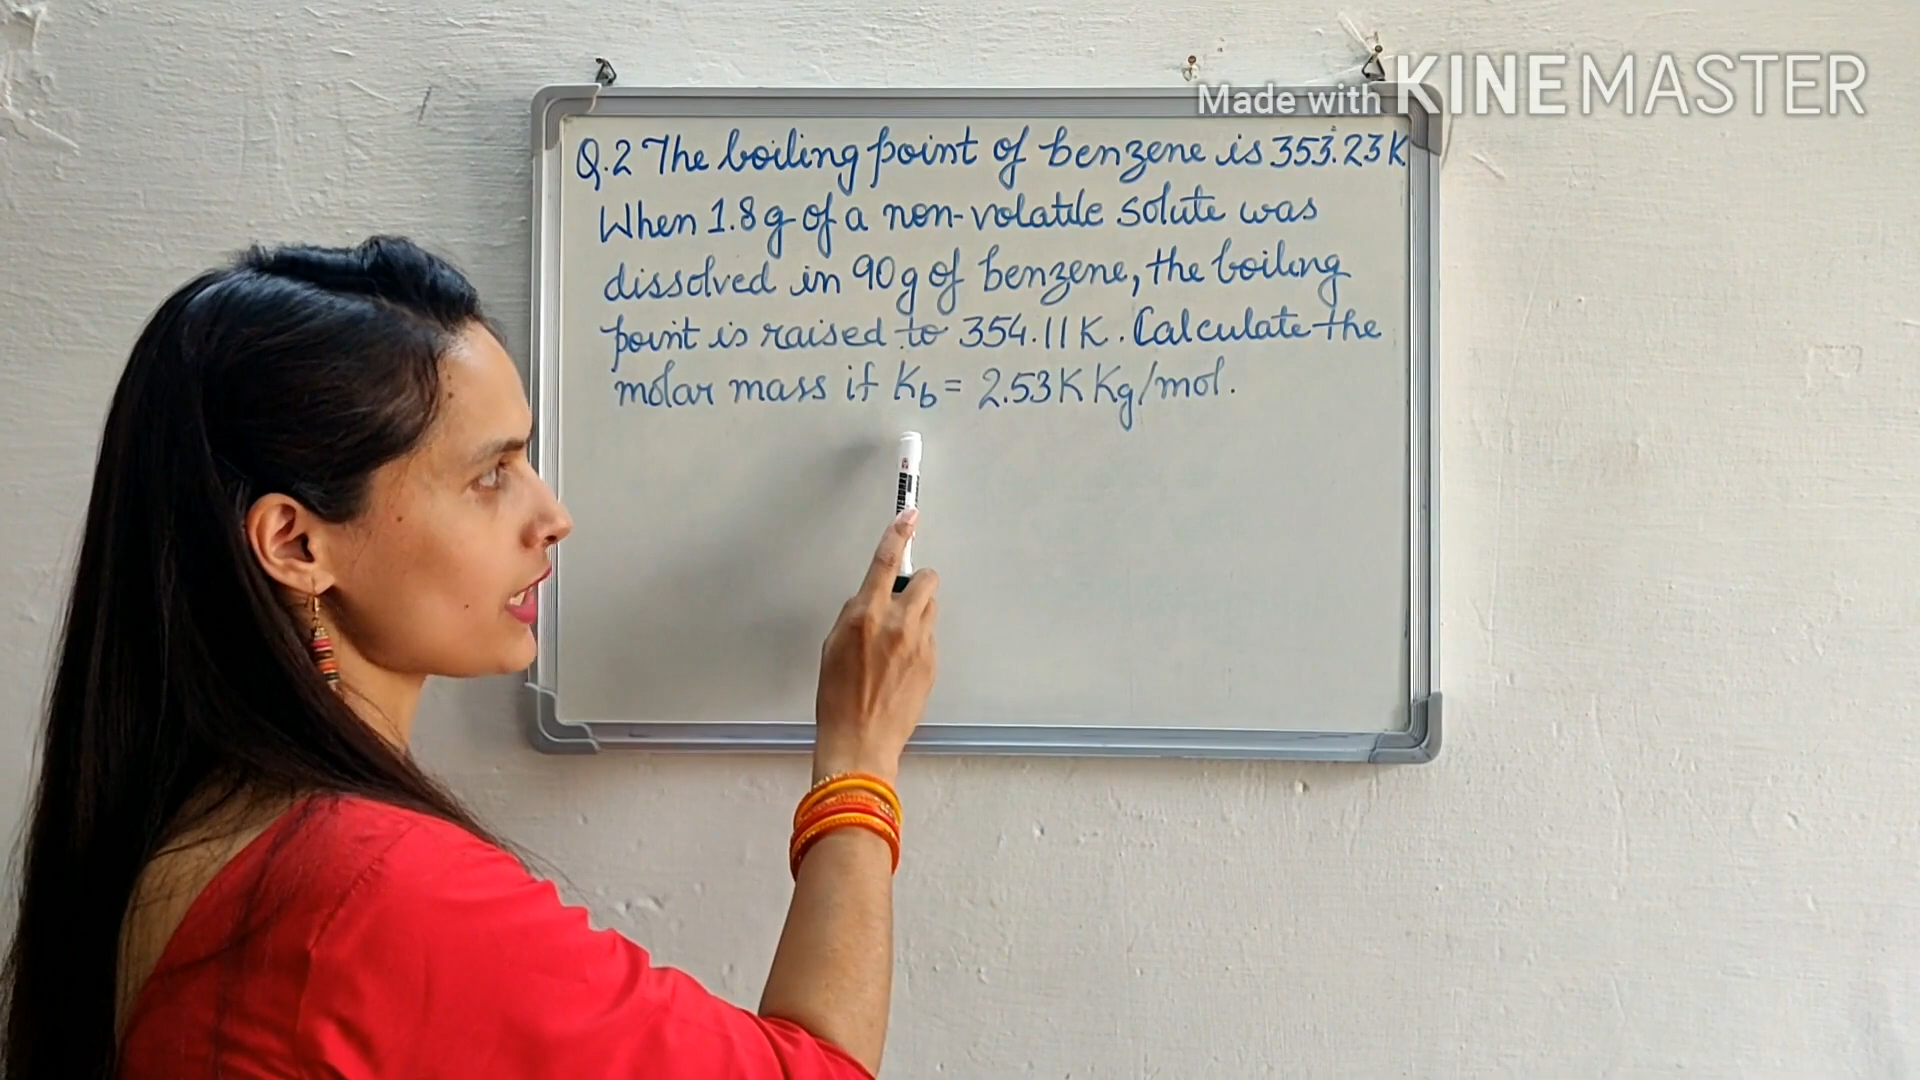 Made with KINEMASTER
Q.2 The boiling point of benzene is 353.23 K
When 1.8 g of a non-volatile solute was
dissolved in 90 g of benzene, the boiling
point is raised to 354.11 K. Calculate the
molar mass if Kb = 2.53 K Kg/mol.